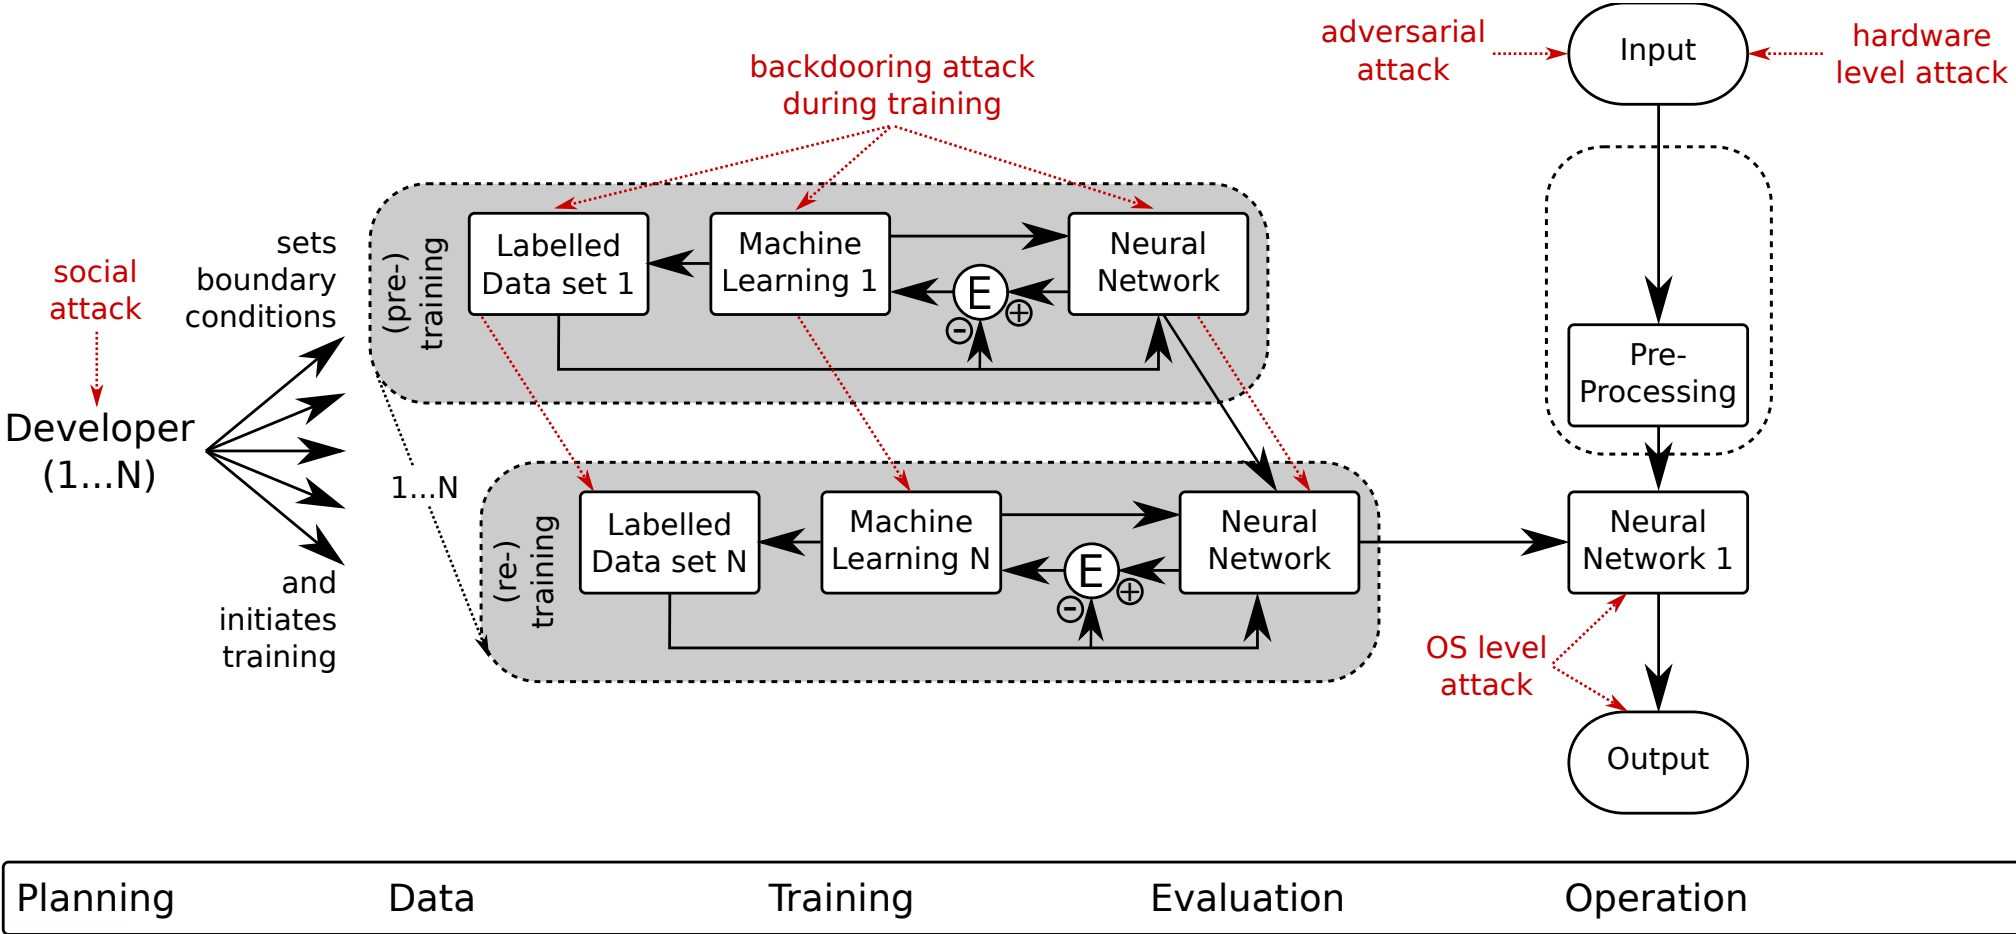 adversarial
attack
Input
hardware
level attack
backdooring attack
during training
social
attack
sets
boundary
conditions
Developer
(1...N)
and
initiates
training
(pre-)
training
Labelled
Data set 1
Machine
Learning 1
E
+
-
Neural
Network
1...N
(re-)
training
Labelled
Data set N
Machine
Learning N
E
+
-
Neural
Network
Pre-
Processing
Neural
Network 1
OS level
attack
Output
Planning Data Training Evaluation Operation